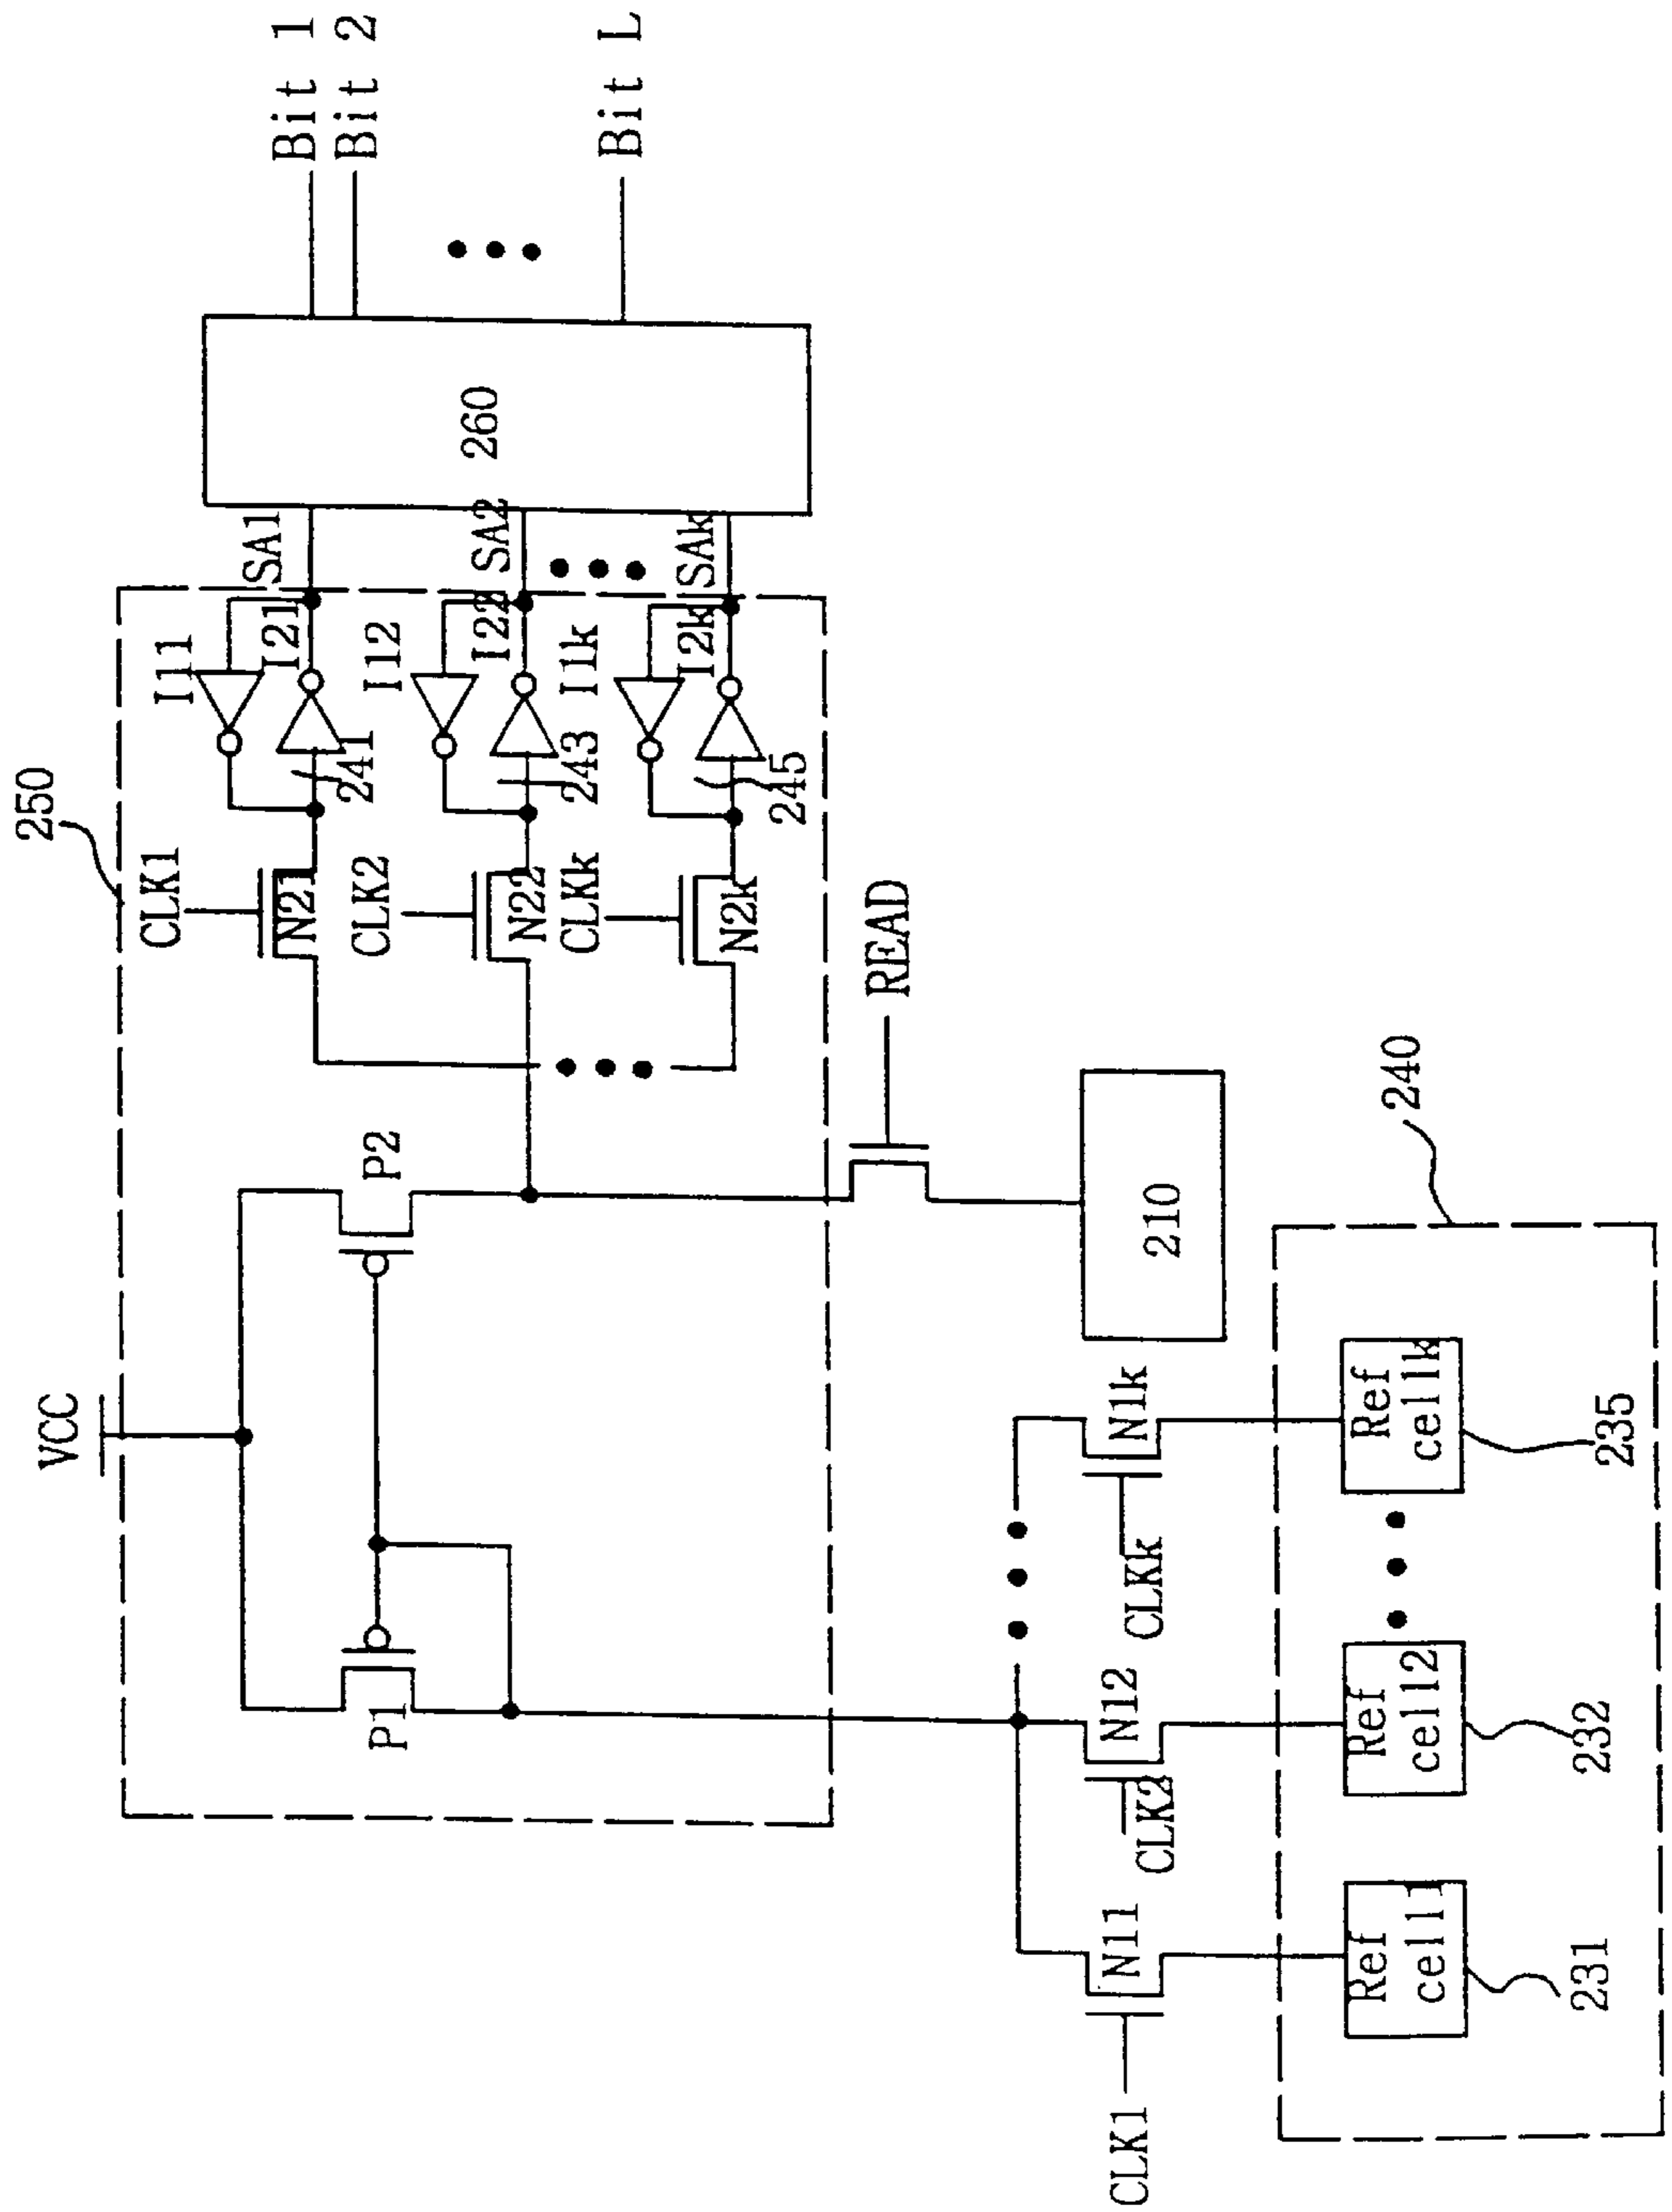 VCC
250
P1
P2
CLK1
N21
I11
I21
241
SA1
CLK2
N22
I12
I22
243
SA2
CLKk
N2k
I1k
I2k
245
SAk
260
Bit 1
Bit 2
Bit L
READ
210
CLK1
N11
CLK2
N12
CLKk
N1k
240
Ref
cell1
231
Ref
cell2
232
Ref
cellk
235